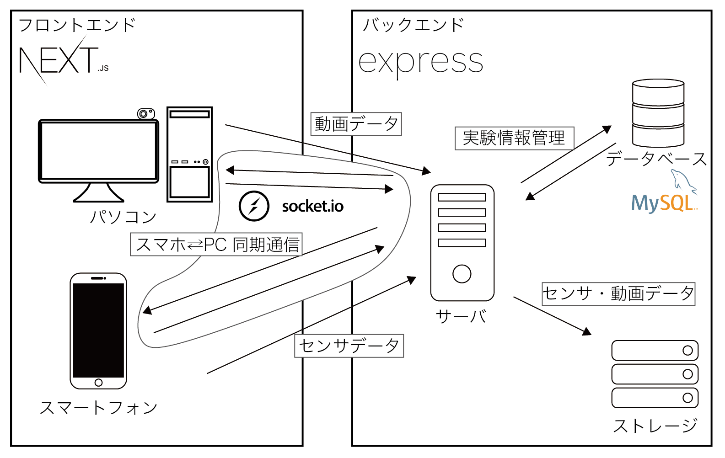 フロントエンド
NEXT.JS
バックエンド
express
動画データ
実験情報管理
データベース
MySQL
パソコン
socket.io
スマホ⇄PC 同期通信
サーバ
センサ・動画データ
センサデータ
スマートフォン
ストレージ